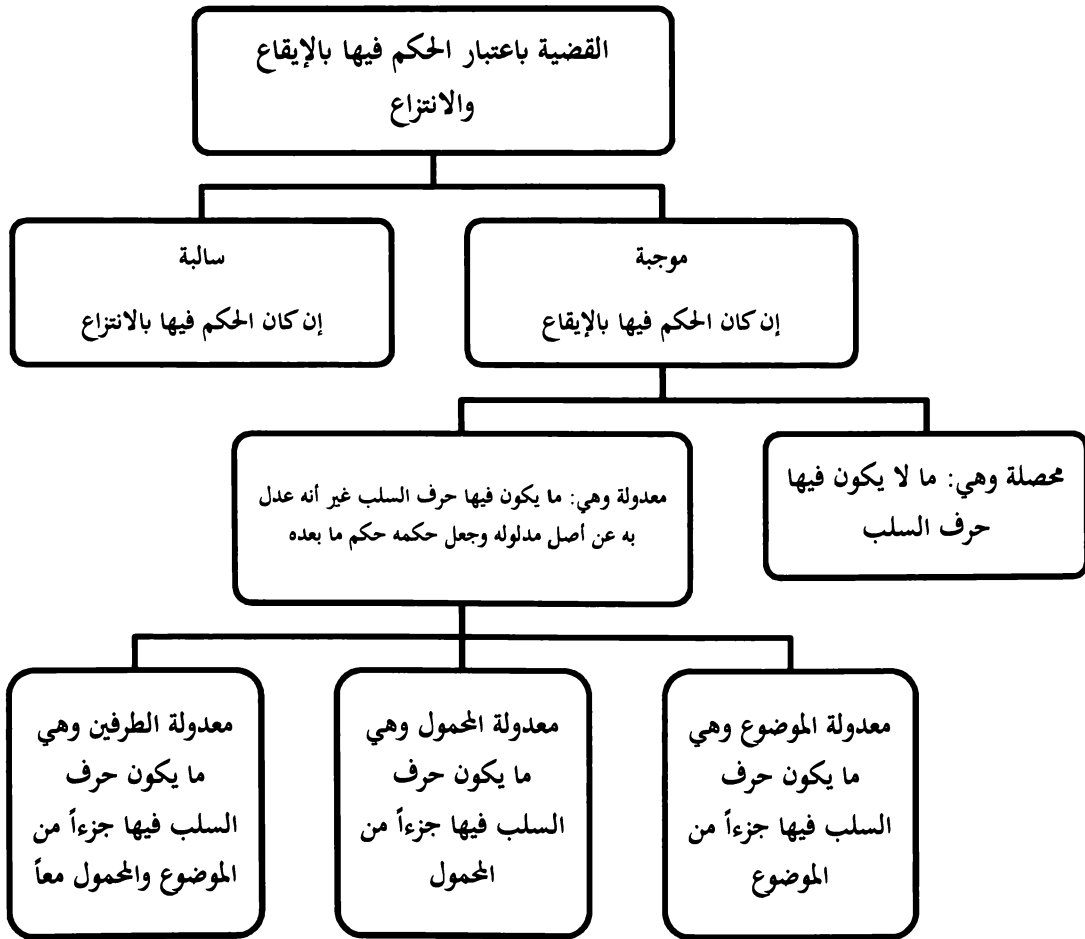 القضية باعتبار الحكم فيها بالإيقاع
والانتزاع
موجبة
إن كان الحكم فيها بالإيقاع
سالبة
إن كان الحكم فيها بالانتزاع
محصلة وهي: ما لا يكون فيها
حرف السلب
معدولة وهي: ما يكون فيها حرف السلب غير أنه عدل
به عن أصل مدلوله وجعل حكمه حكم ما بعده
معدولة الموضوع وهي
ما يكون حرف
السلب فيها جزءاً من
الموضوع
معدولة المحمول وهي
ما يكون حرف
السلب فيها جزءاً من
المحمول
معدولة الطرفين وهي
ما يكون حرف
السلب فيها جزءاً من
الموضوع والمحمول معاً